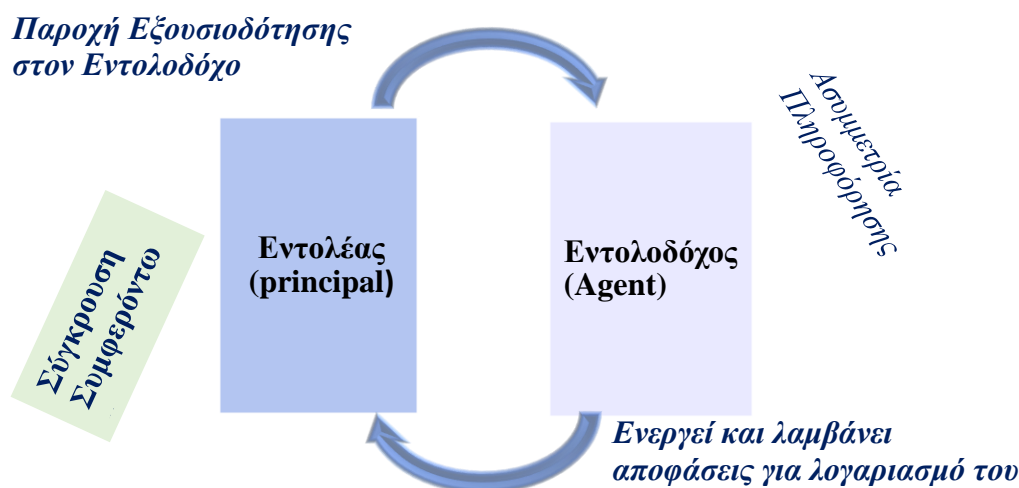 Παροχή Εξουσιοδότησης
στον Εντολοδόχο
Ασυμμετρία
Πληροφόρησης
Σύγκρουση
Συμφερόντω
Εντολέας
(principal)
Εντολοδόχος
(Agent)
Ενεργεί και λαμβάνει
αποφάσεις για λογαριασμό του